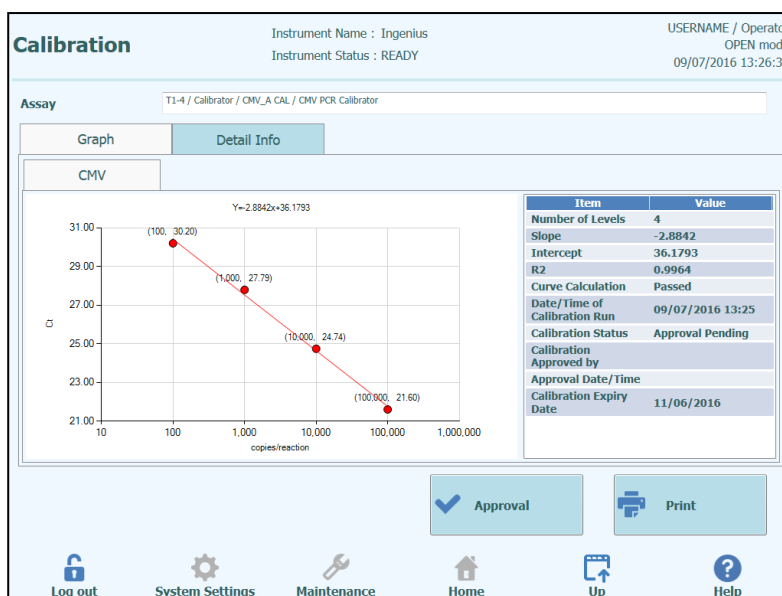 Calibration
Instrument Name : Ingenius
Instrument Status : READY
USERNAME / Operato
OPEN mod
09/07/2016 13:26:3
Assay
T1-4 / Calibrator / CMV_A CAL / CMV PCR Calibrator
Graph
Detail Info
CMV
Y=-2.8842x+36.1793
31.00
29.00
27.00
25.00
23.00
21.00
Ct
(100, 30.20)
(1,000, 27.79)
(10,000, 24.74)
(100,000, 21.60)
10 100 1,000 10,000 100,000 1,000,000
copies/reaction
Item Value
Number of Levels 4
Slope -2.8842
Intercept 36.1793
R2 0.9964
Curve Calculation Passed
Date/Time of
Calibration Run 09/07/2016 13:25
Calibration Status Approval Pending
Calibration
Approved by
Approval Date/Time
Calibration Expiry
Date 11/06/2016
Approval
Print
Log out System Settings Maintenance Home Up Help